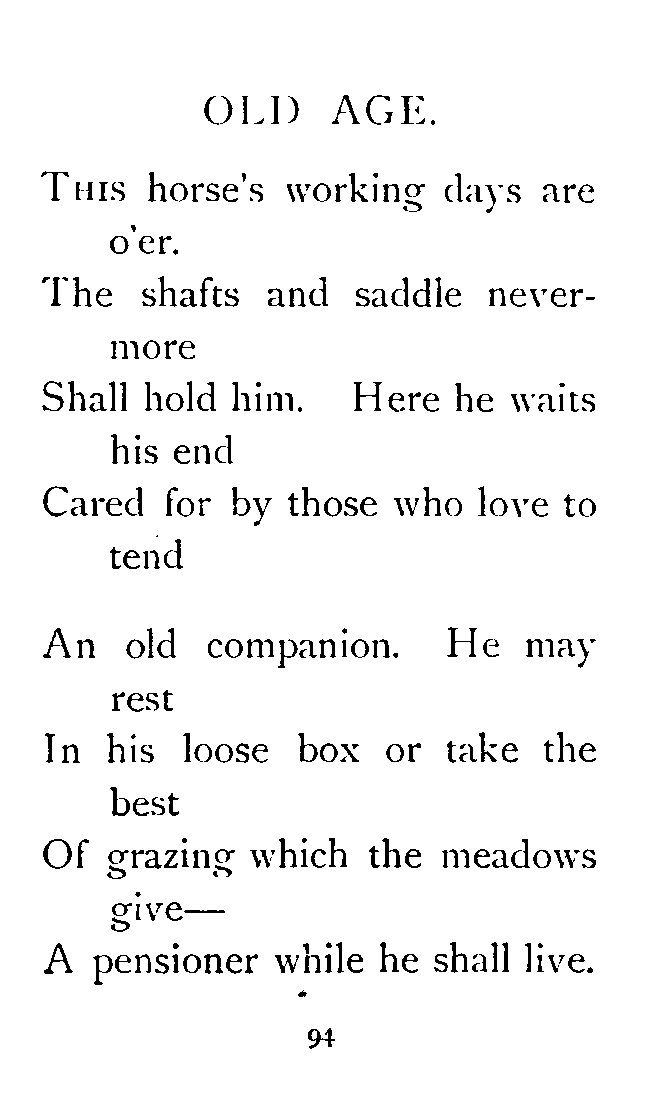 OLD AGE.
THIS horse's working days are
o'er.
The shafts and saddle never-
more
Shall hold him. Here he waits
his end
Cared for by those who love to
tend
An old companion. He may
rest
In his loose box or take the
best
Of grazing which the meadows
give—
A pensioner while he shall live.
94